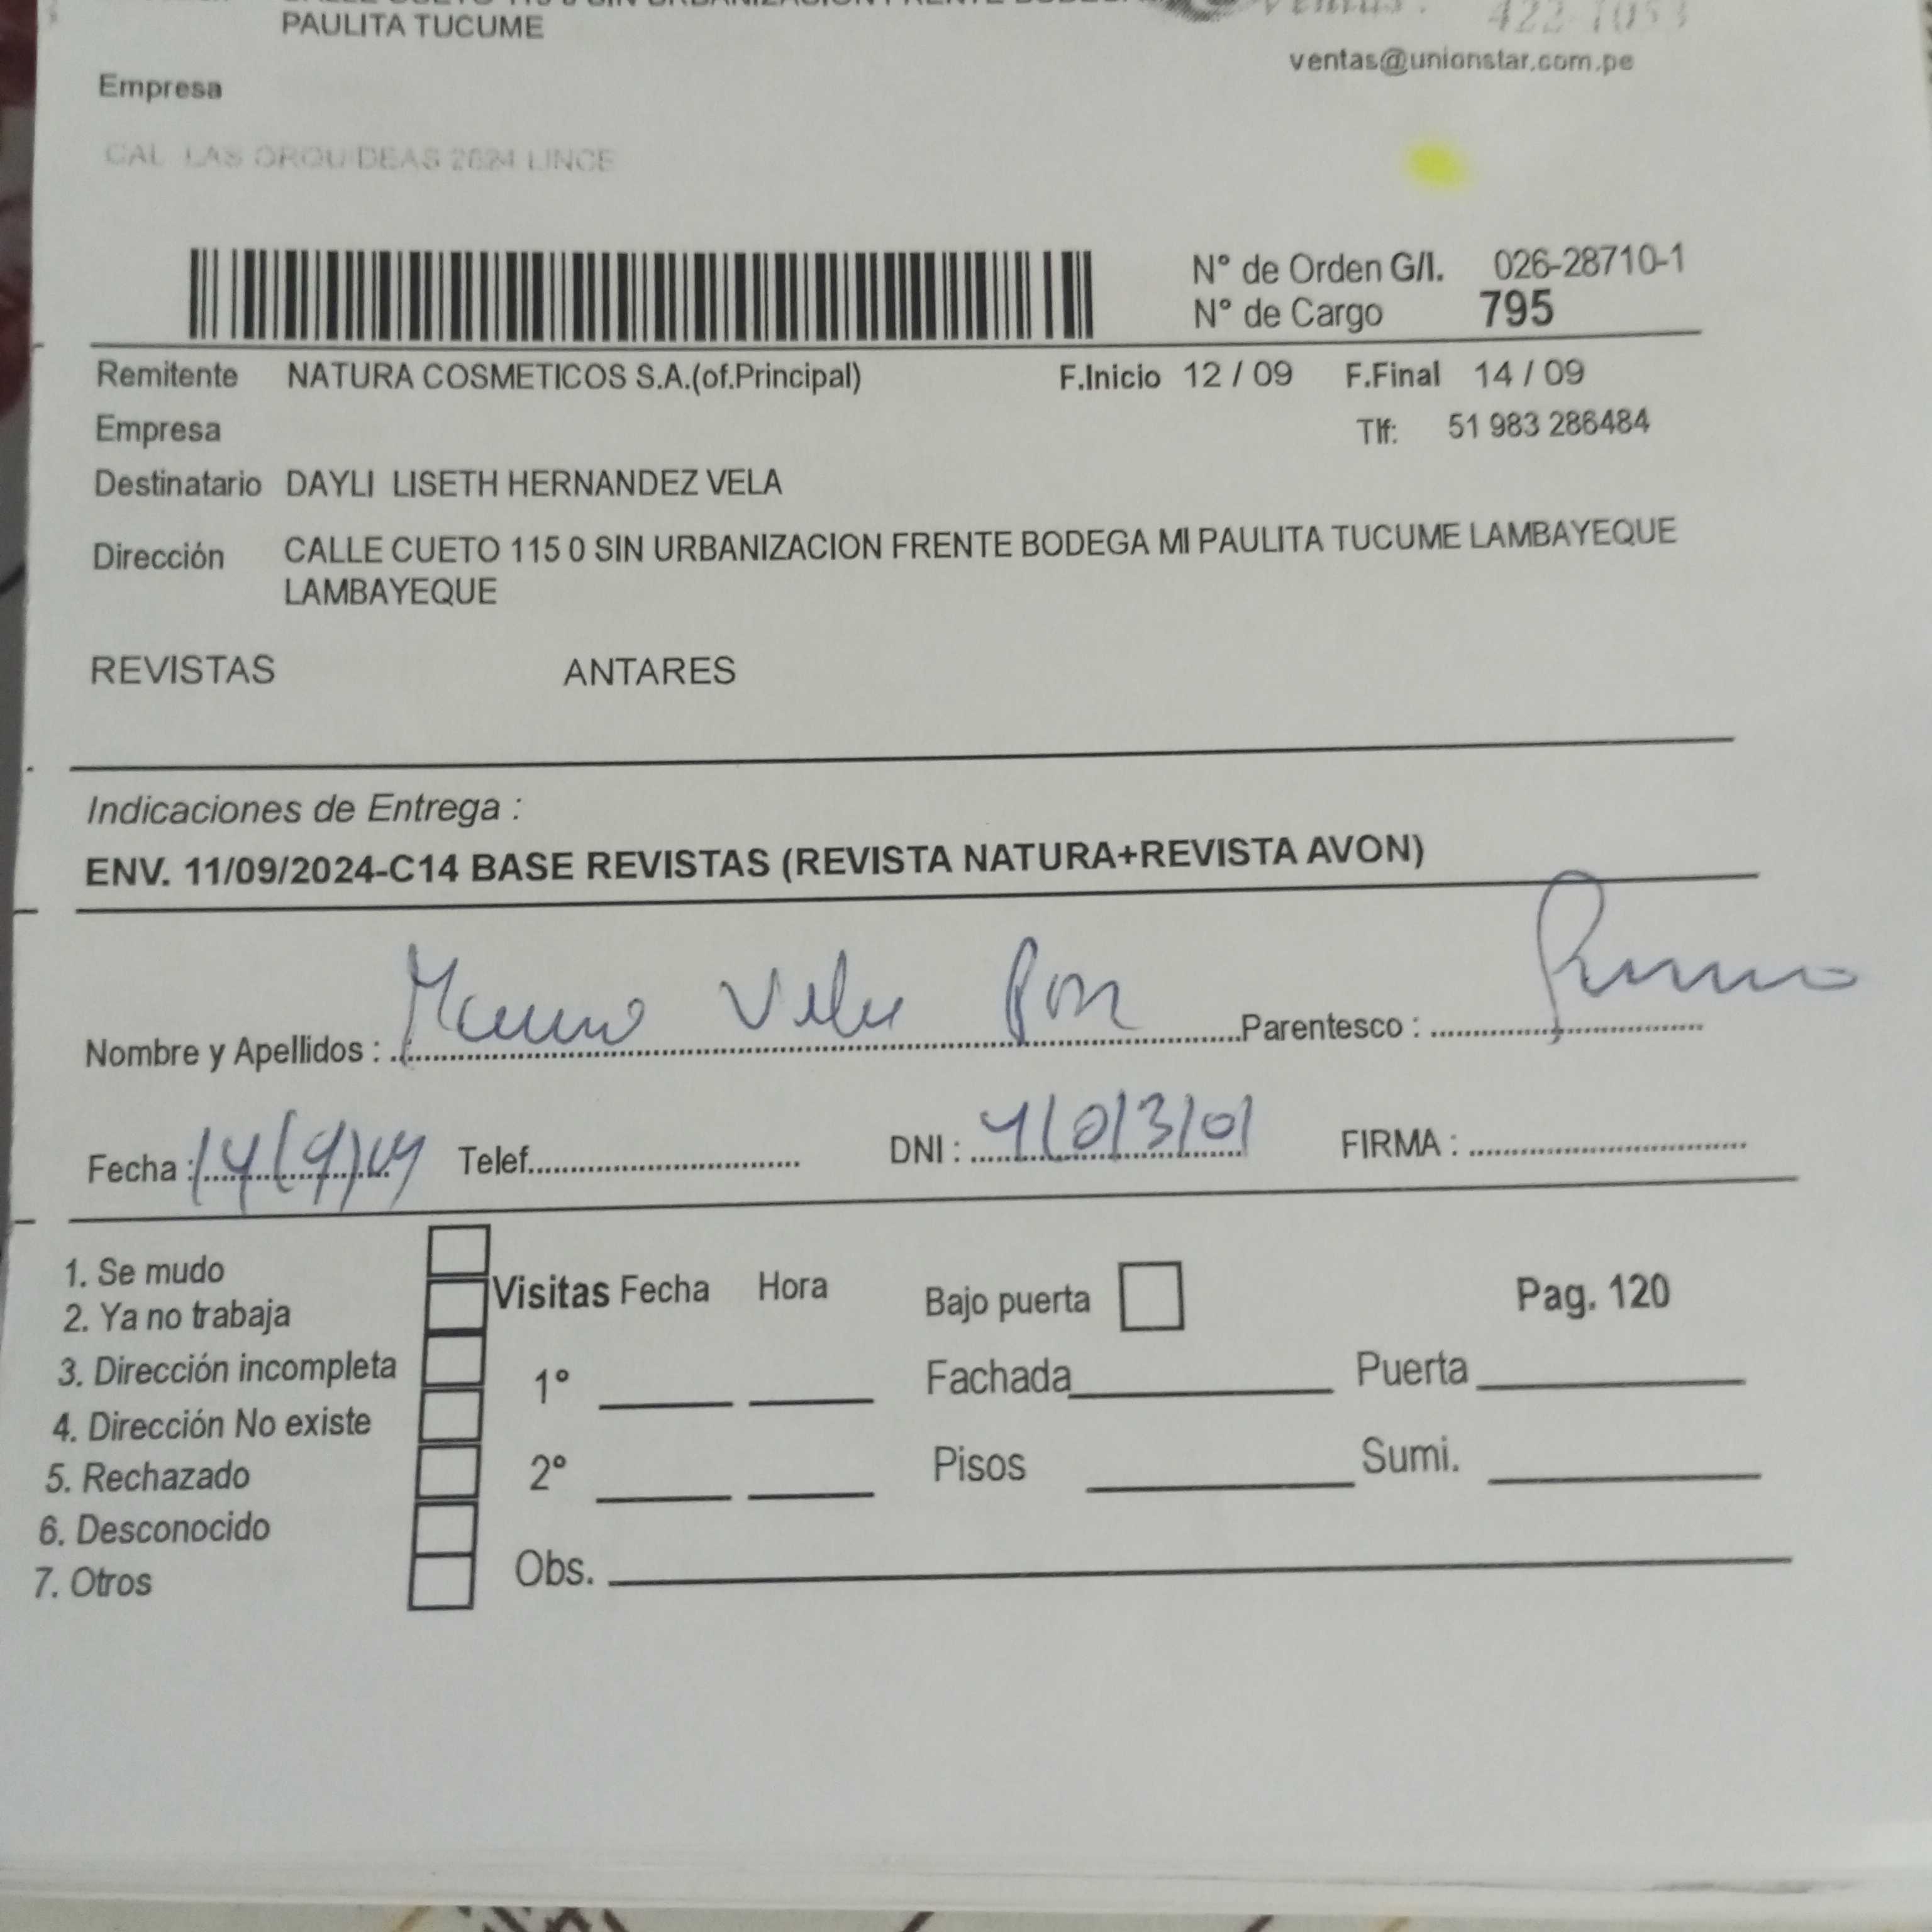 PAULITA TUCUME
422-1053
ventas@unionstar.com.pe
Empresa
CAL LAS ORQUIDEAS 2624 LINCE
N° de Orden G/I. 026-28710-1
N° de Cargo 795
Remitente NATURA COSMETICOS S.A.(of.Principal) F.Inicio 12 / 09 F.Final 14 / 09
Empresa Tlf: 51 983 286484
Destinatario DAYLI LISETH HERNANDEZ VELA
Dirección CALLE CUETO 115 0 SIN URBANIZACION FRENTE BODEGA MI PAULITA TUCUME LAMBAYEQUE
LAMBAYEQUE
REVISTAS ANTARES
Indicaciones de Entrega :
ENV. 11/09/2024-C14 BASE REVISTAS (REVISTA NATURA+REVISTA AVON)
Nombre y Apellidos : Vela Parentesco :
Fecha : Telef. DNI : FIRMA :
1. Se mudo
2. Ya no trabaja
3. Dirección incompleta
4. Dirección No existe
5. Rechazado
6. Desconocido
7. Otros
Visitas Fecha Hora
1°
2°
Obs.
Bajo puerta
Pag. 120
Fachada Puerta
Pisos Sumi.